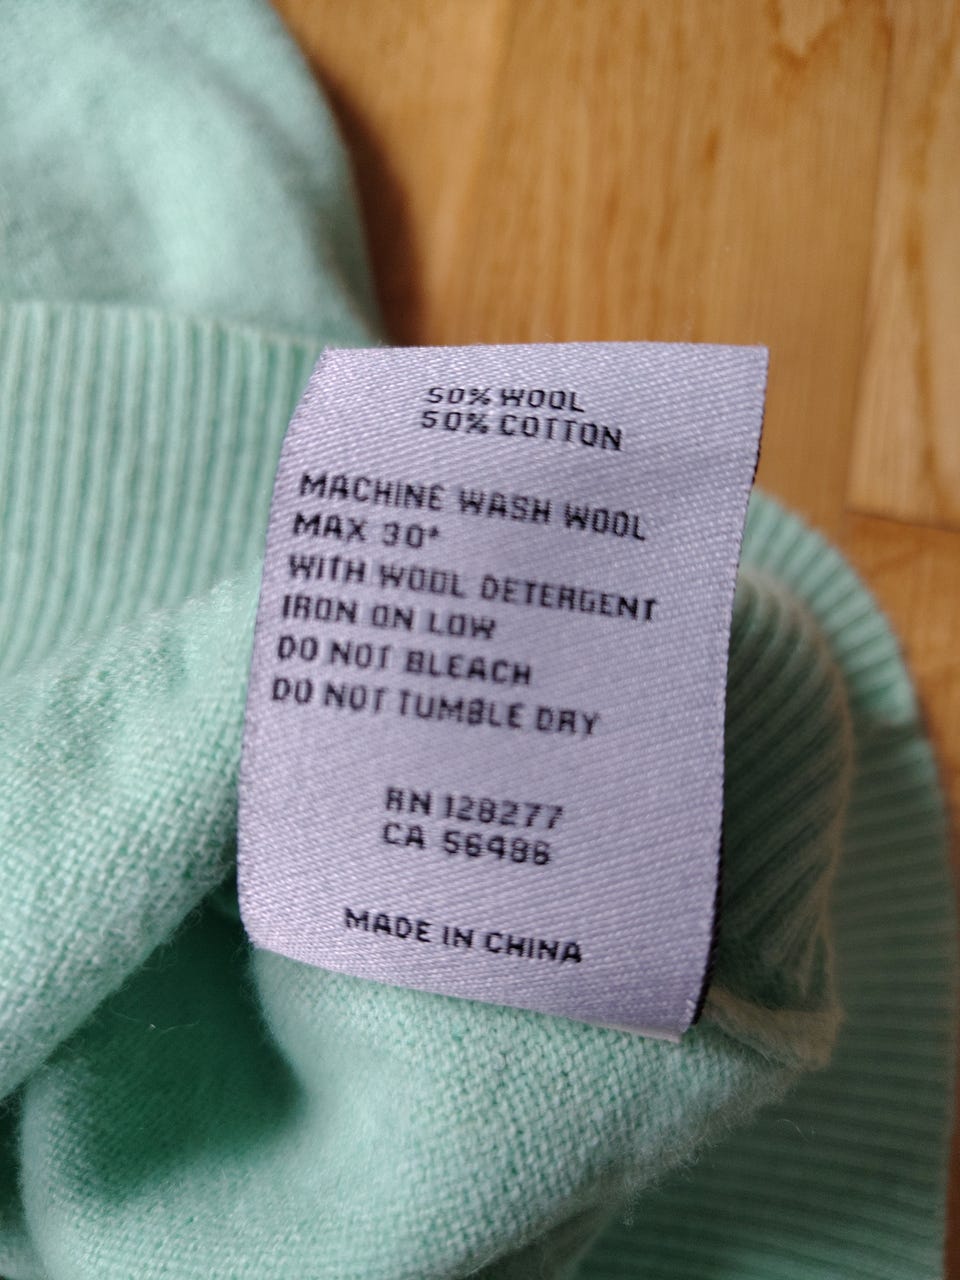 50% WOOL
50% COTTON
MACHINE WASH WOOL
MAX 30°
WITH WOOL DETERGENT
IRON ON LOW
DO NOT BLEACH
DO NOT TUMBLE DRY
RN 128277
CA 56486
MADE IN CHINA